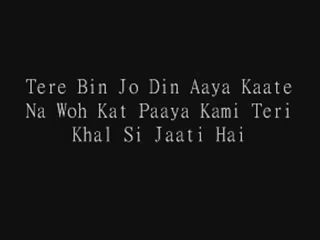 Tere Bin Jo Din Aaya Kaate
Na Woh Kat Paaya Kami Teri
Khal Si Jaati Hai